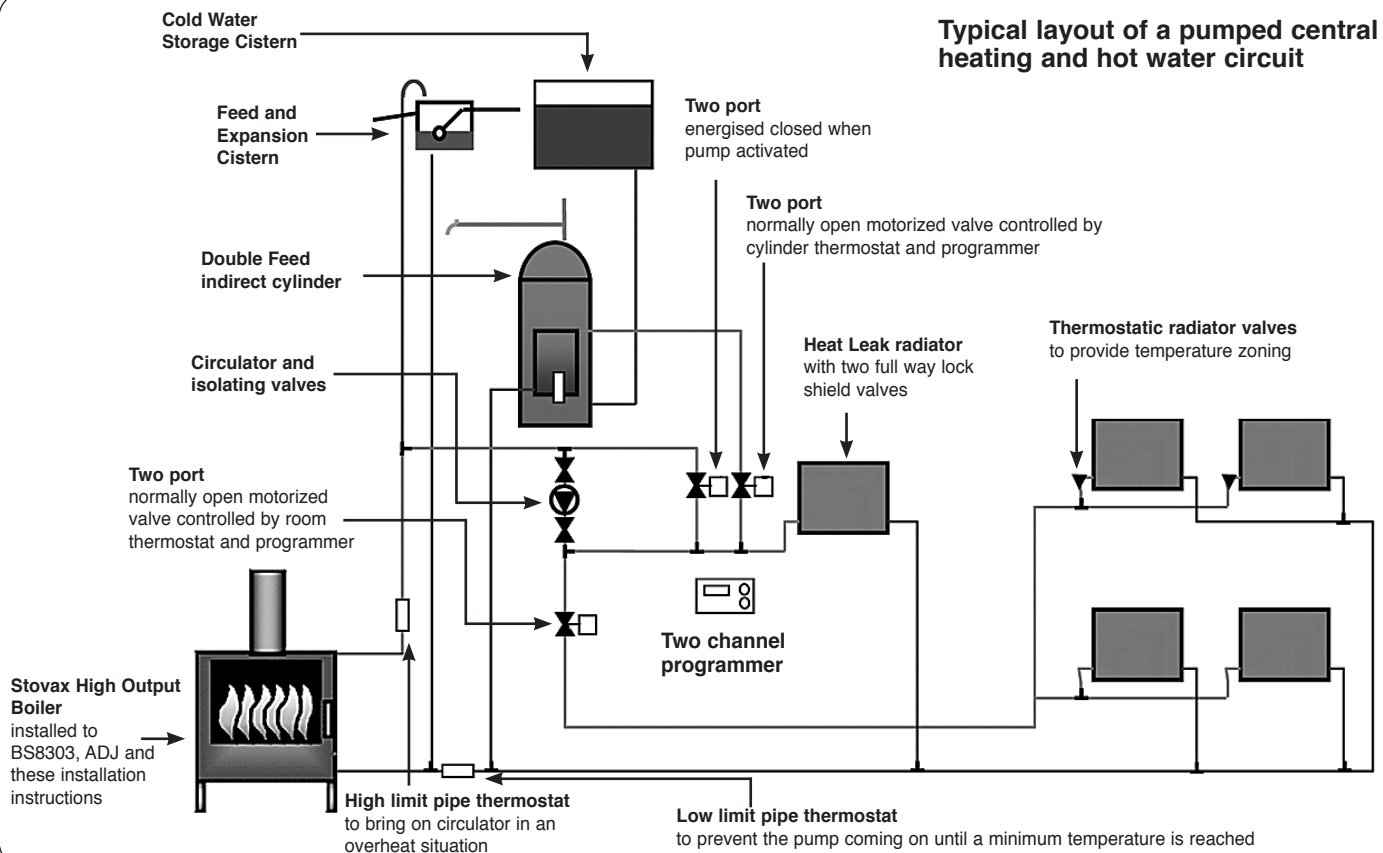 Typical layout of a pumped central
heating and hot water circuit
Cold Water
Storage Cistern
Feed and
Expansion
Cistern
Two port
energised closed when
pump activated
Two port
normally open motorized valve controlled by
cylinder thermostat and programmer
Double Feed
indirect cylinder
Circulator and
isolating valves
Heat Leak radiator
with two full way lock
shield valves
Thermostatic radiator valves
to provide temperature zoning
Two port
normally open motorized
valve controlled by room
thermostat and programmer
Two channel
programmer
Stovax High Output
Boiler
installed to
BS8303, ADJ and
these installation
instructions
High limit pipe thermostat
to bring on circulator in an
overheat situation
Low limit pipe thermostat
to prevent the pump coming on until a minimum temperature is reached